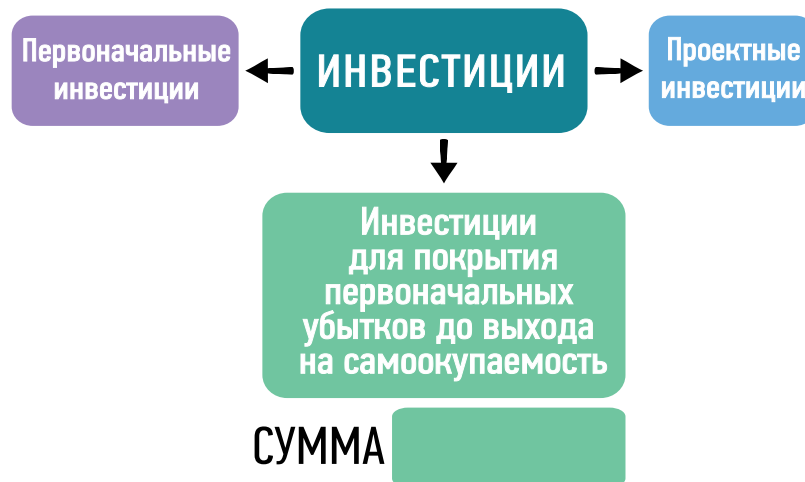 Первоначальные
инвестиции
ИНВЕСТИЦИИ
Проектные
инвестиции
Инвестиции
для покрытия
первоначальных
убытков до выхода
на самоокупаемость
СУММА